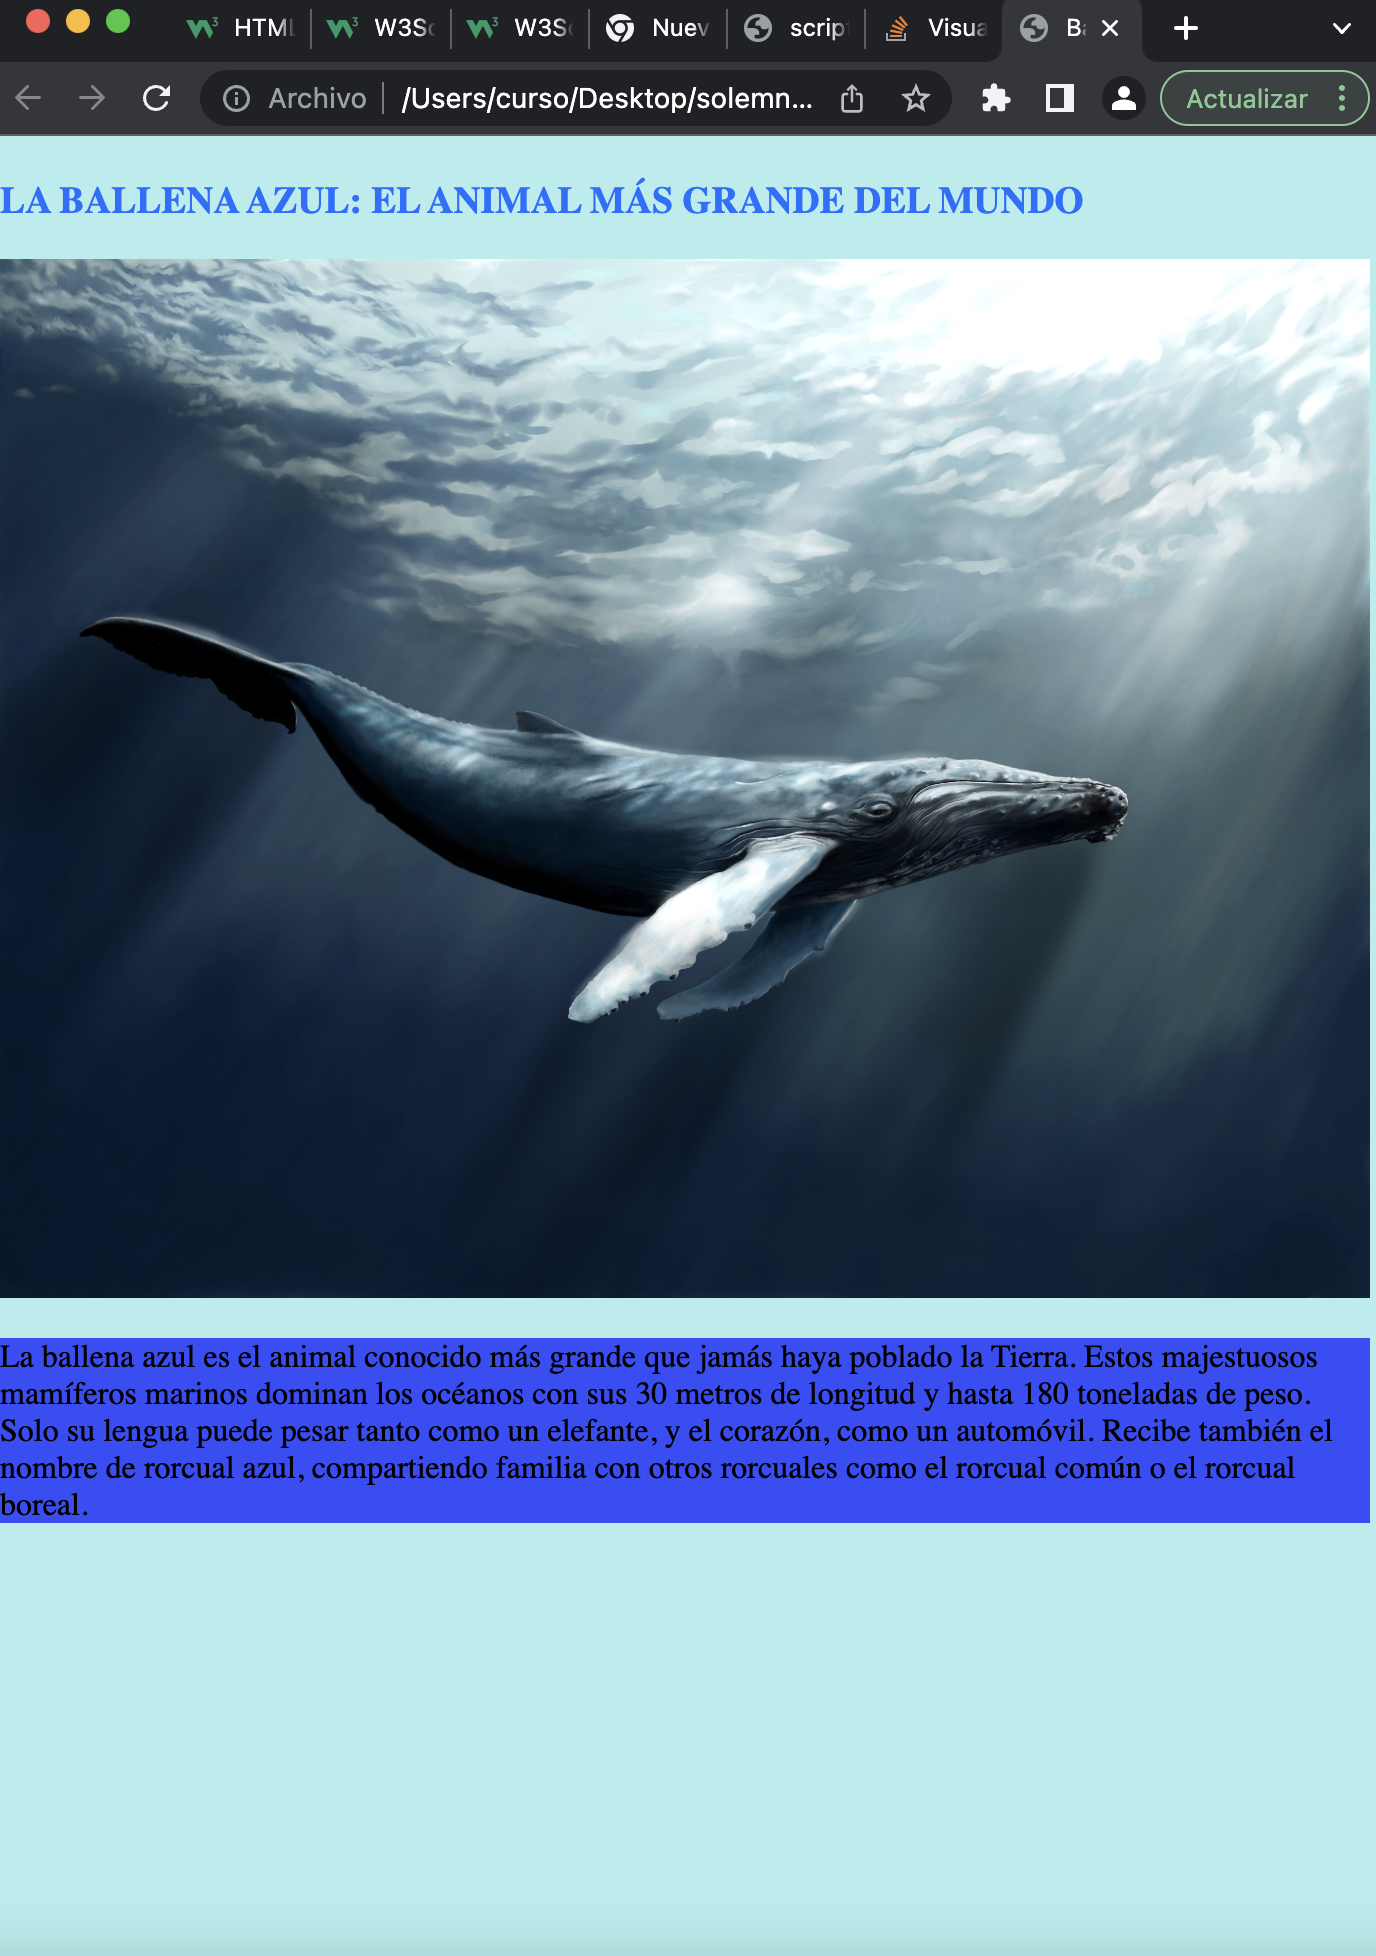 HTML
W3Sc
W3Sc
Nuev
script
Visua
Ba
Archivo
/Users/curso/Desktop/solemn...
Actualizar
LA BALLENA AZUL: EL ANIMAL MÁS GRANDE DEL MUNDO
La ballena azul es el animal conocido más grande que jamás haya poblado la Tierra. Estos majestuosos
mamíferos marinos dominan los océanos con sus 30 metros de longitud y hasta 180 toneladas de peso.
Solo su lengua puede pesar tanto como un elefante, y el corazón, como un automóvil. Recibe también el
nombre de rorcual azul, compartiendo familia con otros rorcuales como el rorcual común o el rorcual
boreal.